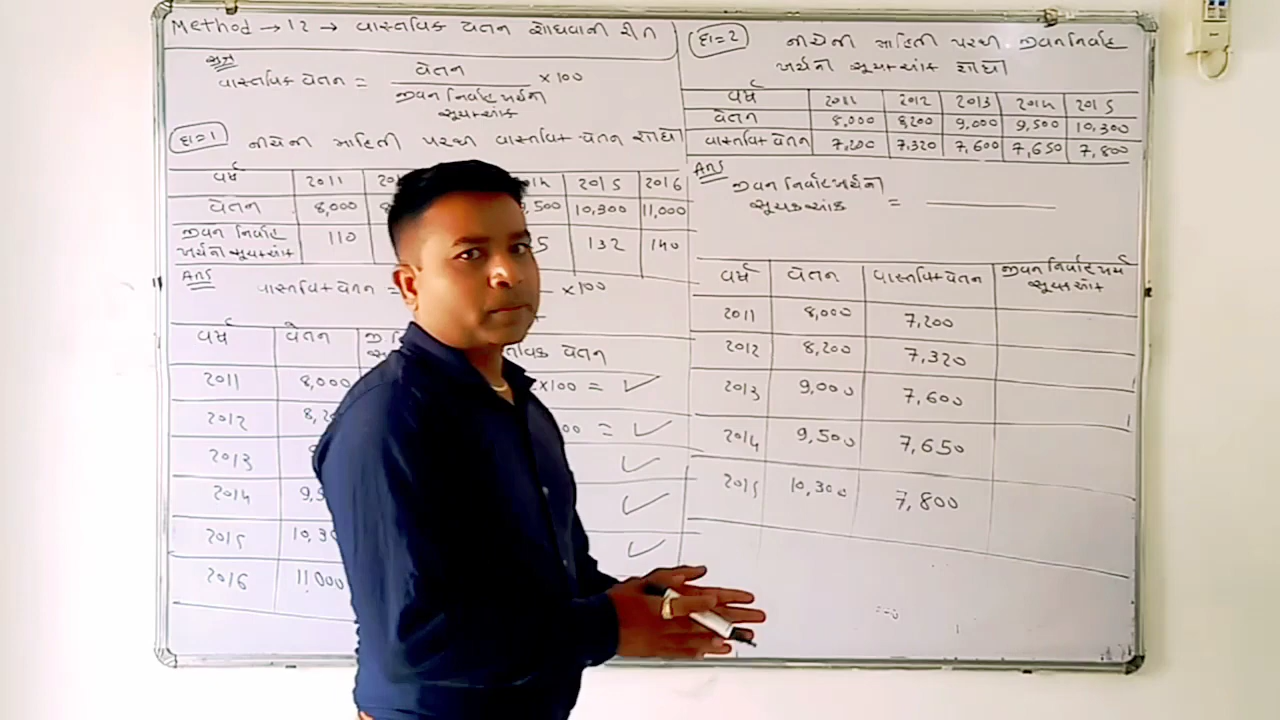 Method → 12 → વાસ્તવિક વેતન શોધવાની રીત
સૂત્ર
વાસ્તવિક વેતન = વેતન
જીવન નિર્વાહ ખર્ચનો
સૂચકઆંક
×100
દા=1 નીચેની માહિતી પરથી વાસ્તવિક વેતન શોધો
વર્ષ 2011 2015 2016
વેતન 8,000 10,300 11,000
જીવન નિર્વાહ
ખર્ચનો સૂચકઆંક 110 132 140
Ans
વાસ્તવિક વેતન = ×100
વર્ષ વેતન વેતન
2011 8,000 ×100 = ✓
2012 = ✓
2013 ✓
2014 ✓
2015 ✓
2016 11,000
દા=2 નીચેની માહિતી પરથી જીવનનિર્વાહ
ખર્ચનો સૂચકઆંક શોધો
વર્ષ 2011 2012 2013 2014 2015
વેતન 8,000 8,200 9,000 9,500 10,300
વાસ્તવિક વેતન 7,200 7,320 7,600 7,650 7,800
Ans
જીવન નિર્વાહ ખર્ચનો
સૂચકઆંક =
વર્ષ વેતન વાસ્તવિક વેતન જીવન નિર્વાહ ખર્ચ
સૂચકઆંક
2011 8,000 7,200
2012 8,200 7,320
2013 9,000 7,600
2014 9,500 7,650
2015 10,300 7,800